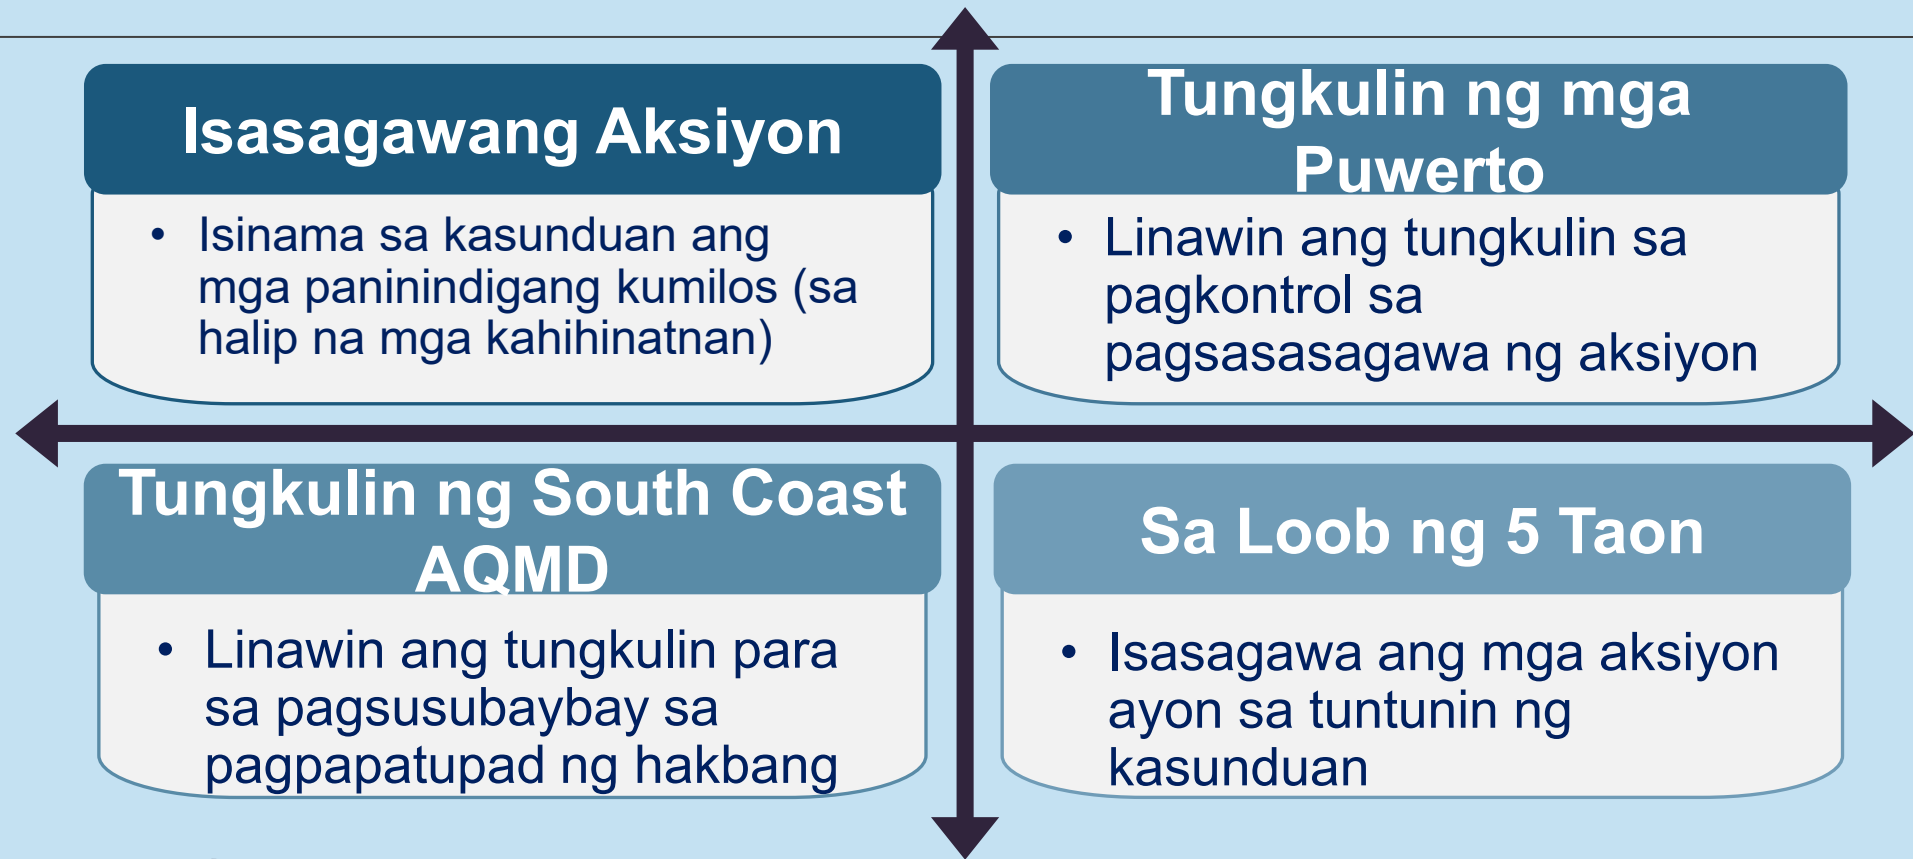 Isasagawang Aksiyon
• Isinama sa kasunduan ang
mga paninindigang kumilos (sa
halip na mga kahihinatnan)
Tungkulin ng mga
Puwerto
• Linawin ang tungkulin sa
pagkontrol sa
pagsasasagawa ng aksiyon
Tungkulin ng South Coast
AQMD
• Linawin ang tungkulin para
sa pagsusubaybay sa
pagpapatupad ng hakbang
Sa Loob ng 5 Taon
• Isasagawa ang mga aksiyon
ayon sa tuntunin ng
kasunduan